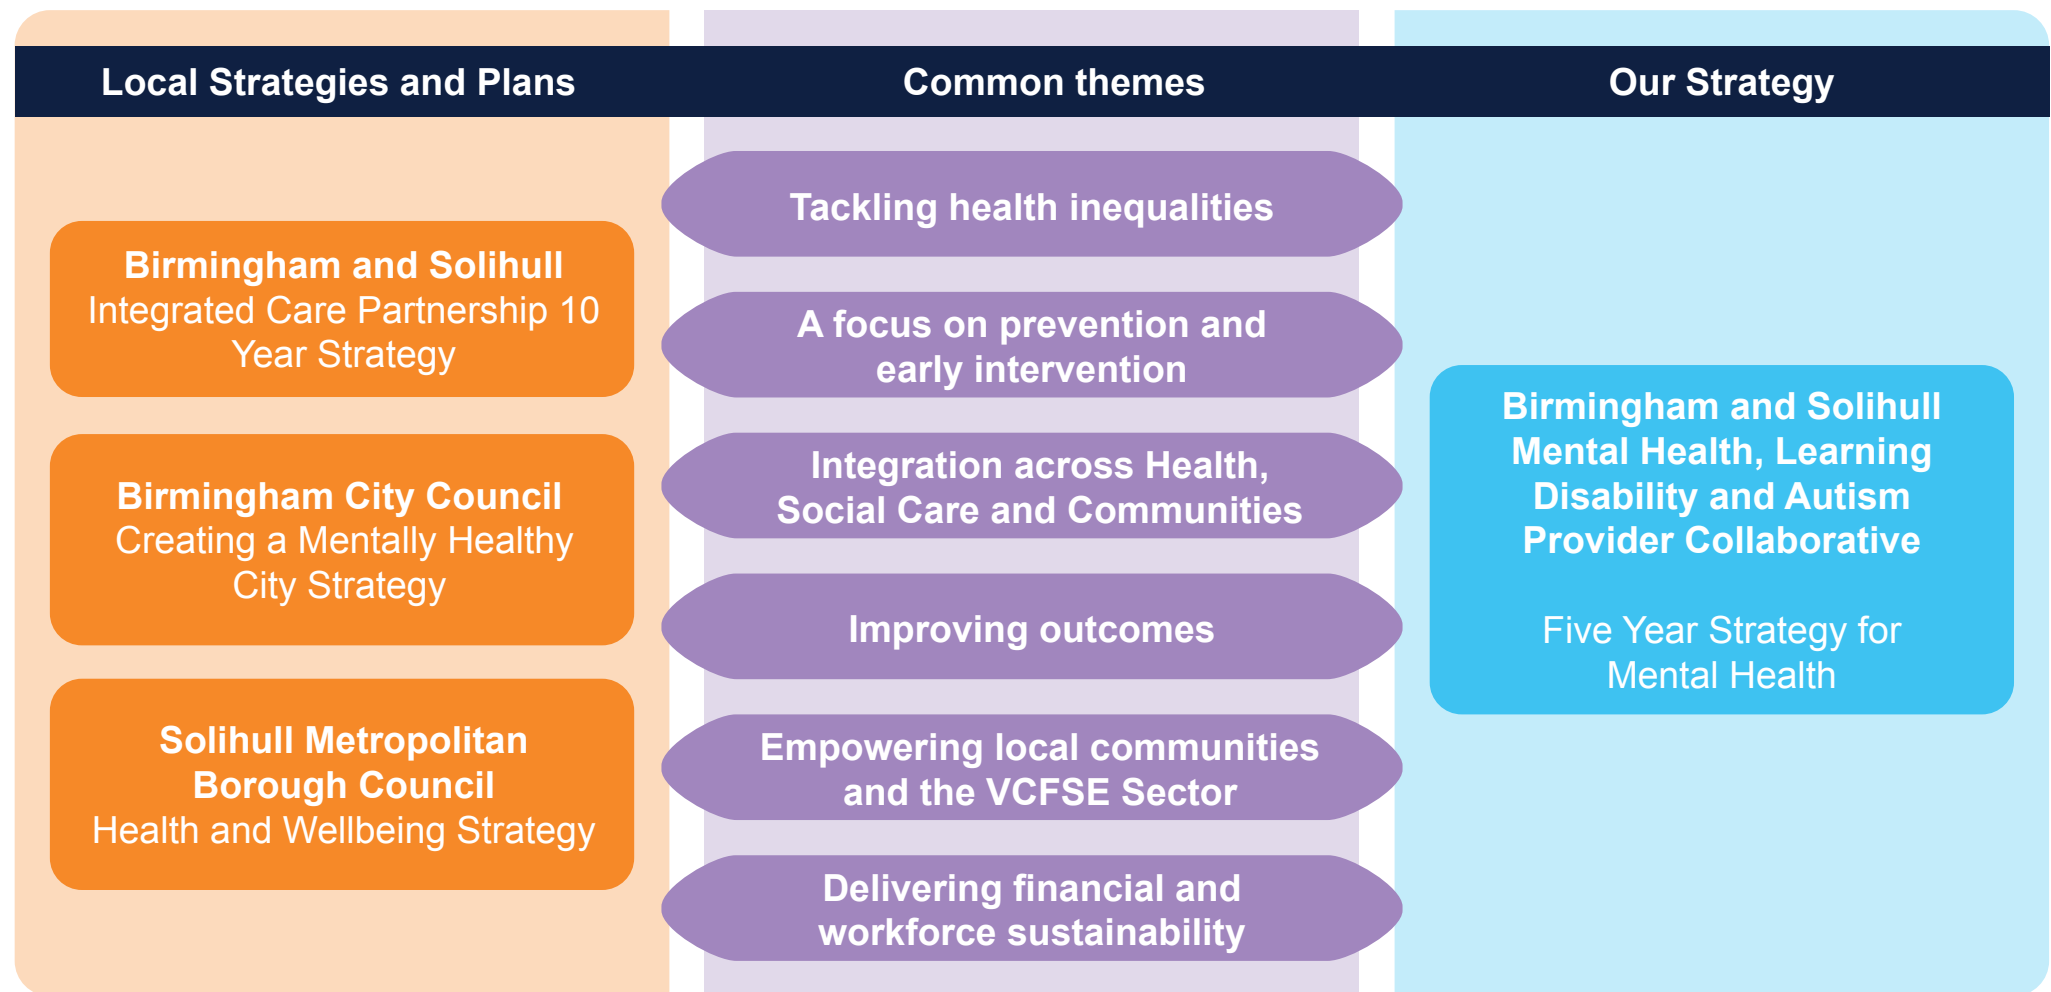 Local Strategies and Plans
Common themes
Our Strategy
Birmingham and Solihull
Integrated Care Partnership 10
Year Strategy
Birmingham City Council
Creating a Mentally Healthy
City Strategy
Solihull Metropolitan
Borough Council
Health and Wellbeing Strategy
Tackling health inequalities
A focus on prevention and
early intervention
Integration across Health,
Social Care and Communities
Improving outcomes
Empowering local communities
and the VCFSE Sector
Delivering financial and
workforce sustainability
Birmingham and Solihull
Mental Health, Learning
Disability and Autism
Provider Collaborative
Five Year Strategy for
Mental Health